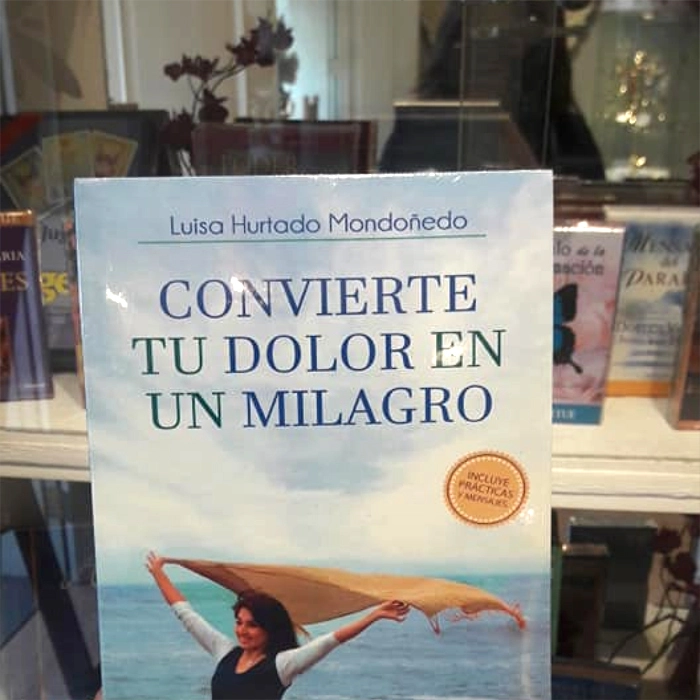 Luisa Hurtado Mondoñedo
CONVIERTE
TU DOLOR EN
UN MILAGRO
INCLUYE
PRÁCTICAS
Y MENSAJES